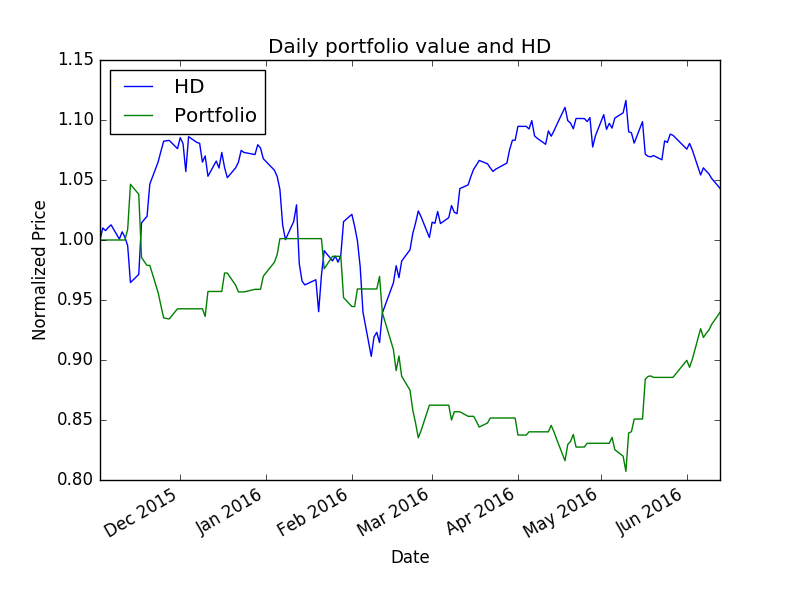 Daily portfolio value and HD
HD
Portfolio
1.15
1.10
1.05
1.00
0.95
0.90
0.85
0.80
Normalized Price
Dec 2015
Jan 2016
Feb 2016
Mar 2016
Apr 2016
May 2016
Jun 2016
Date